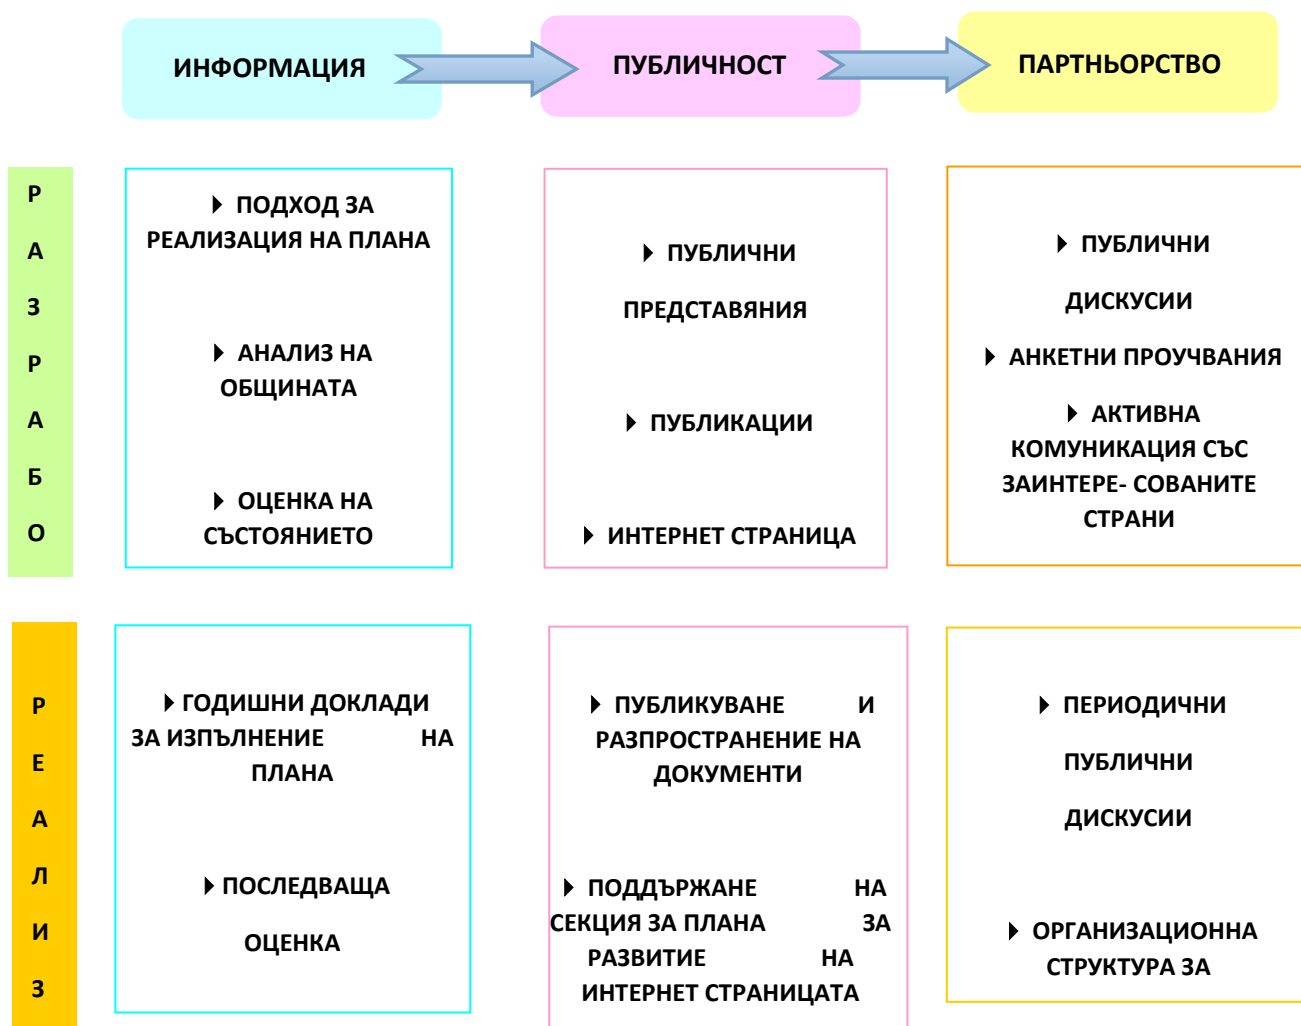 ИНФОРМАЦИЯ
ПУБЛИЧНОСТ
ПАРТНЬОРСТВО
Р
А
З
Р
А
Б
О
ПОДХОД ЗА
РЕАЛИЗАЦИЯ НА ПЛАНА
АНАЛИЗ НА
ОБЩИНАТА
ОЦЕНКА НА
СЪСТОЯНИЕТО
ПУБЛИЧНИ
ПРЕДСТАВЯНИЯ
ПУБЛИКАЦИИ
ИНТЕРНЕТ СТРАНИЦА
ПУБЛИЧНИ
ДИСКУСИИ
АНКЕТНИ ПРОУЧВАНИЯ
АКТИВНА
КОМУНИКАЦИЯ СЪС
ЗАИНТЕРЕ- СОВАНИТЕ
СТРАНИ
Р
Е
А
Л
И
З
ГОДИШНИ ДОКЛАДИ
ЗА ИЗПЪЛНЕНИЕ НА
ПЛАНА
ПОСЛЕДВАЩА
ОЦЕНКА
ПУБЛИКУВАНЕ И
РАЗПРОСТРАНЕНИЕ НА
ДОКУМЕНТИ
ПОДДЪРЖАНЕ НА
СЕКЦИЯ ЗА ПЛАНА ЗА
РАЗВИТИЕ НА
ИНТЕРНЕТ СТРАНИЦАТА
ПЕРИОДИЧНИ
ПУБЛИЧНИ
ДИСКУСИИ
ОРГАНИЗАЦИОННА
СТРУКТУРА ЗА